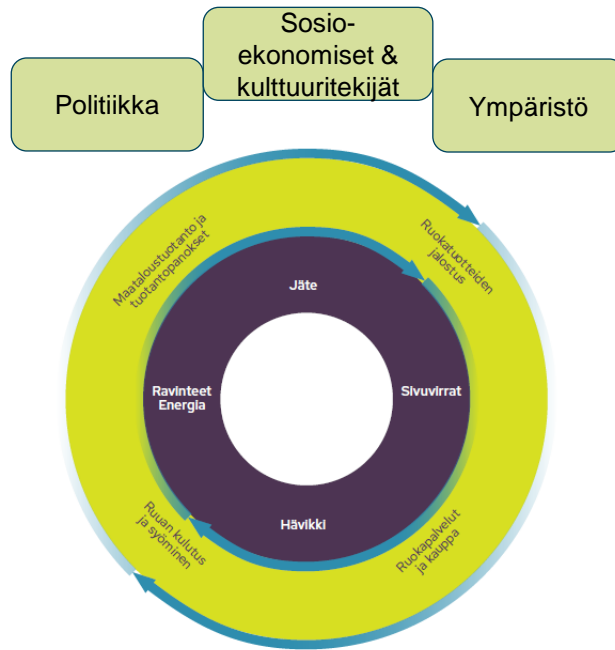 Sosio-
ekonomiset &
kulttuuritekijät
Politiikka
Ympäristö
Maataloustuotanto ja
tuotantopanokset
Ruokatuotteiden
jalostus
Jäte
Ravinteet
Energia
Sivuvirrat
Hävikki
Ruuan kulutus
ja syöminen
Ruokapalvelut
ja kauppa